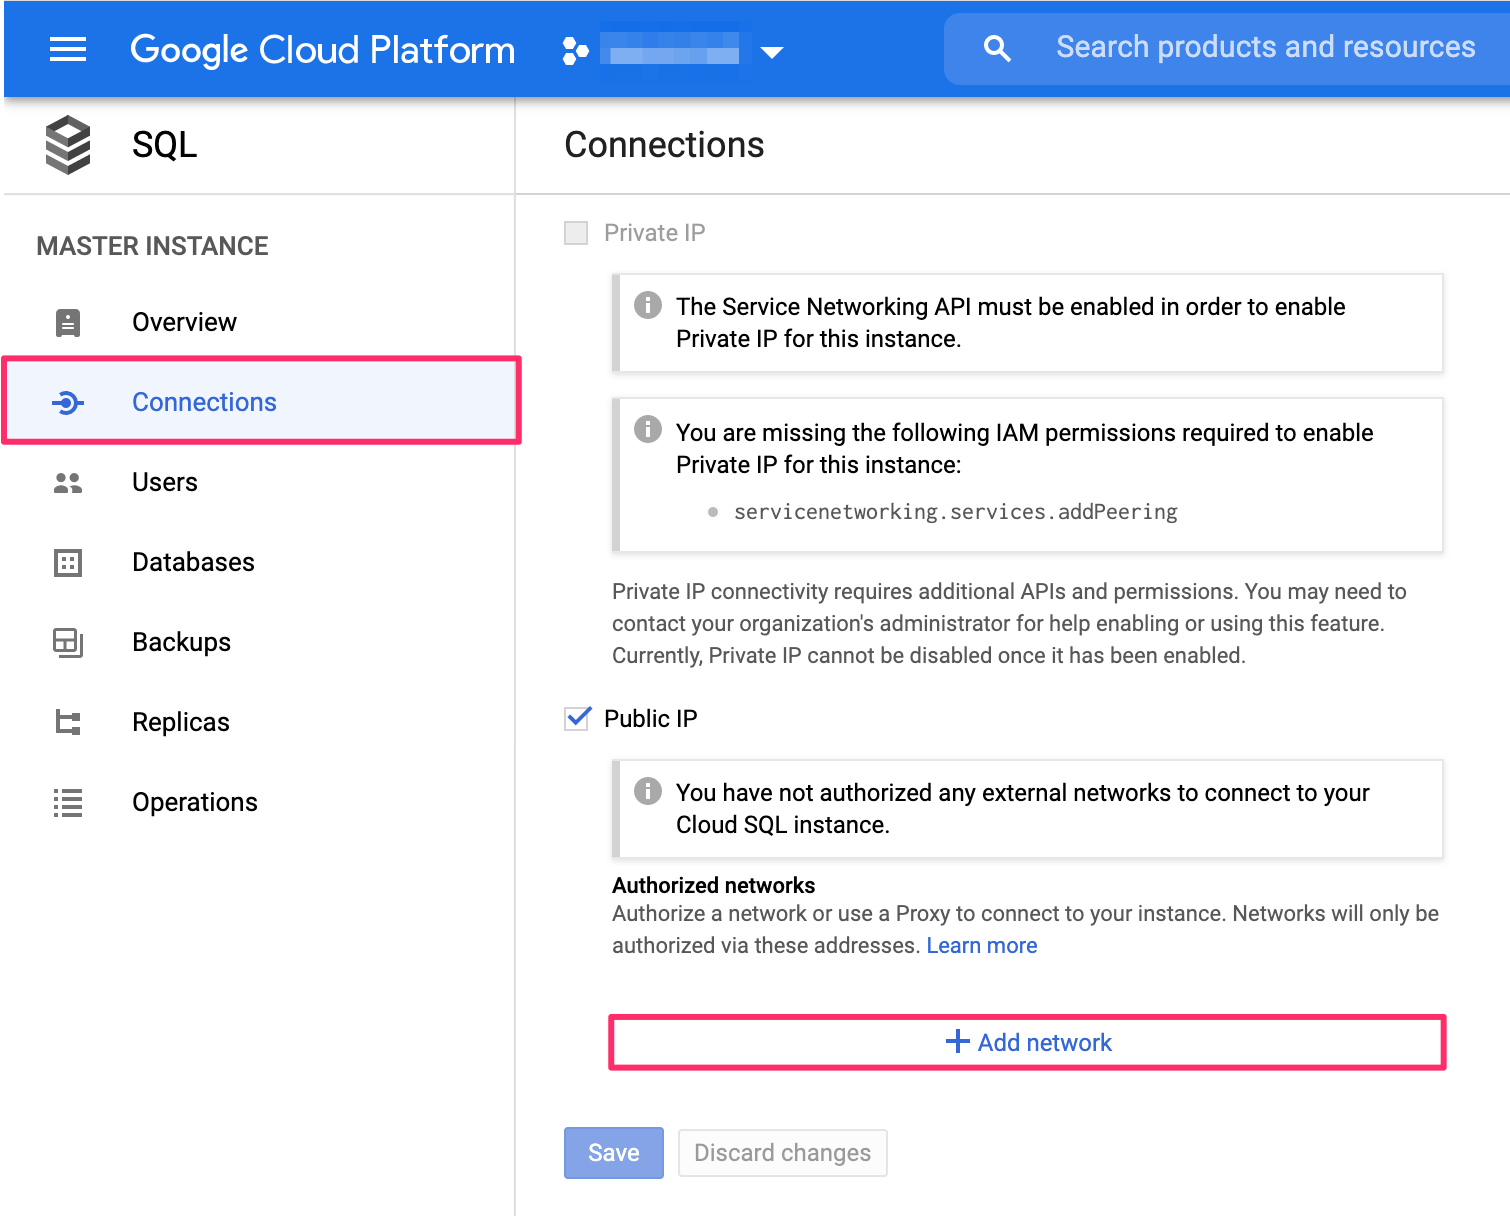 Google Cloud Platform
Search products and resources
SQL
Connections
MASTER INSTANCE
Overview
Connections
Users
Databases
Backups
Replicas
Operations
Private IP
The Service Networking API must be enabled in order to enable
Private IP for this instance.
You are missing the following IAM permissions required to enable
Private IP for this instance:
servicenetworking.services.addPeering
Private IP connectivity requires additional APIs and permissions. You may need to
contact your organization's administrator for help enabling or using this feature.
Currently, Private IP cannot be disabled once it has been enabled.
Public IP
You have not authorized any external networks to connect to your
Cloud SQL instance.
Authorized networks
Authorize a network or use a Proxy to connect to your instance. Networks will only be
authorized via these addresses. Learn more
Add network
Save
Discard changes